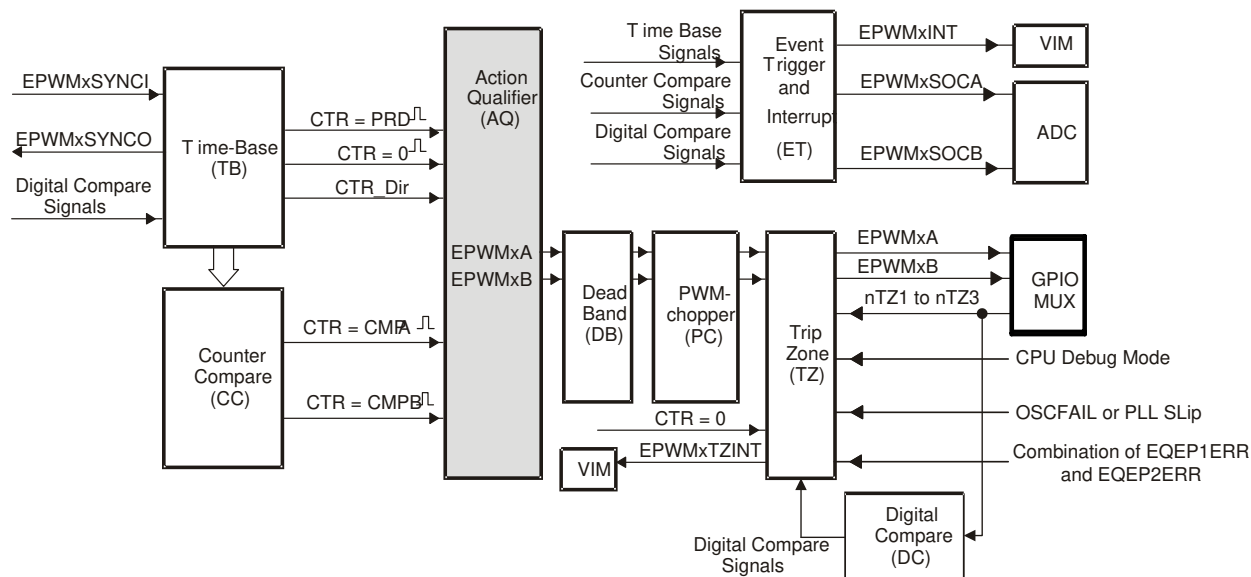 EPWMxSYNCI
EPWMxSYNCO
Digital Compare
Signals
Time-Base
(TB)
CTR = PRD
CTR = 0
CTR_Dir
Counter
Compare
(CC)
CTR = CMPA
CTR = CMPB
Action
Qualifier
(AQ)
EPWMxA
EPWMxB
Time Base
Signals
Counter Compare
Signals
Digital Compare
Signals
Event
Trigger
and
Interrupt
(ET)
EPWMxINT
EPWMxSOCA
EPWMxSOCB
VIM
ADC
Dead
Band
(DB)
PWM-
chopper
(PC)
Trip
Zone
(TZ)
EPWMxA
EPWMxB
nTZ1 to nTZ3
GPIO
MUX
CPU Debug Mode
OSCFAIL or PLL SLip
Combination of EQEP1ERR
and EQEP2ERR
CTR = 0
EPWMxTZINT
VIM
Digital Compare
Signals
Digital
Compare
(DC)